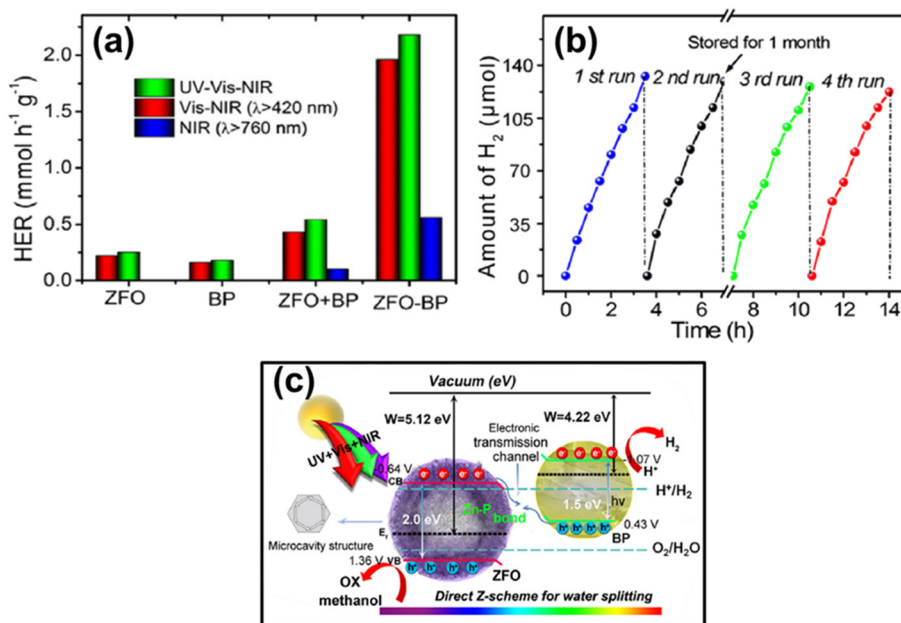 (a)
HER (mmol h⁻¹ g⁻¹)
2.0
1.5
1.0
0.5
0.0
UV-Vis-NIR
Vis-NIR (λ>420 nm)
NIR (λ>760 nm)
ZFO
BP
ZFO+BP
ZFO-BP
(b)
Amount of H₂ (μmol)
140
105
70
35
0
Stored for 1 month
1 st run
2 nd run
3 rd run
4 th run
0
2
4
6
8
10
12
14
Time (h)
(c)
Vacuum (eV)
W=5.12 eV
W=4.22 eV
Electronic
transmission
channel
UV+Vis+NIR
H₂
-0.64 V
-1.07 V
H⁺
CB
e⁻ e⁻ e⁻ e⁻
e⁻ e⁻ e⁻ e⁻
H⁺/H₂
2.0 eV
Zn-P
bond
1.5 eV
hv
Microcavity structure
Ef
0.43 V
h⁺ h⁺ h⁺ h⁺
BP
O₂/H₂O
1.36 V
VB
h⁺ h⁺ h⁺ h⁺
ZFO
OX
methanol
Direct Z-scheme for water splitting